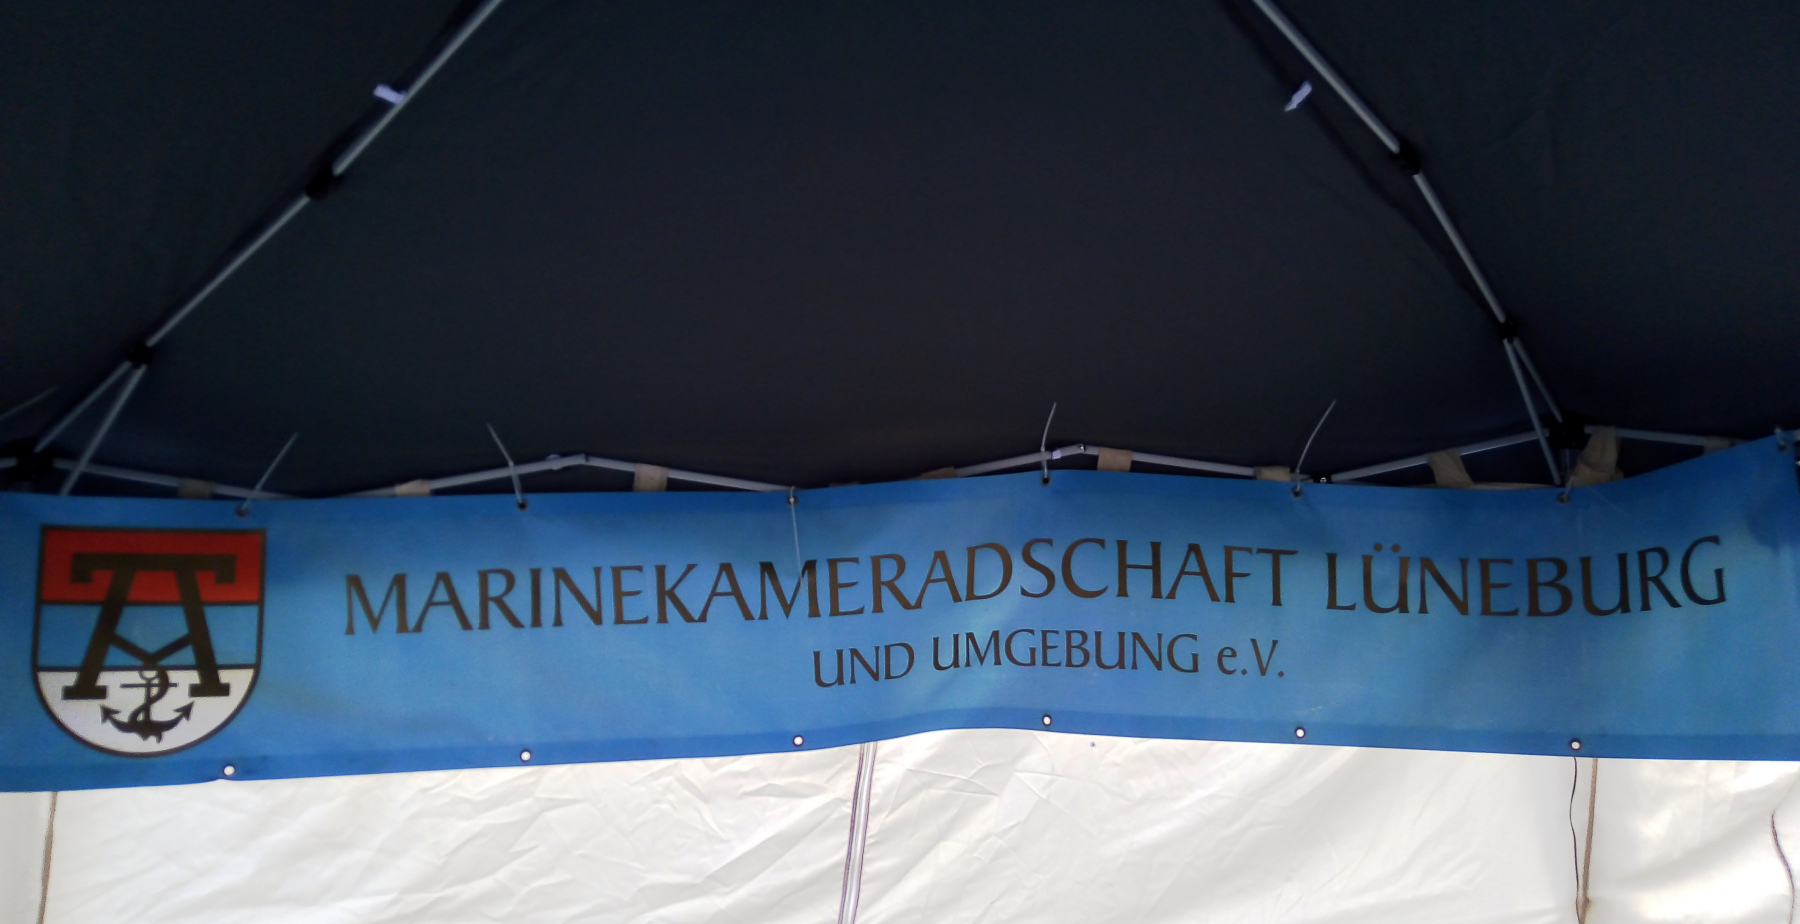 MARINEKAMERADSCHAFT LÜNEBURG
UND UMGEBUNG e.V.